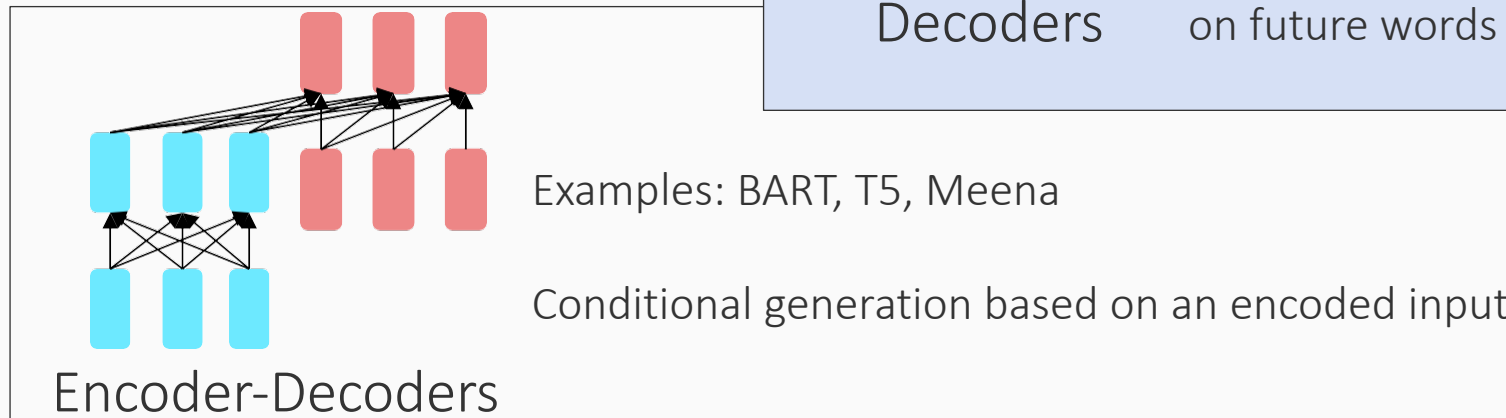 Decoders on future words
Examples: BART, T5, Meena
Conditional generation based on an encoded input
Encoder-Decoders